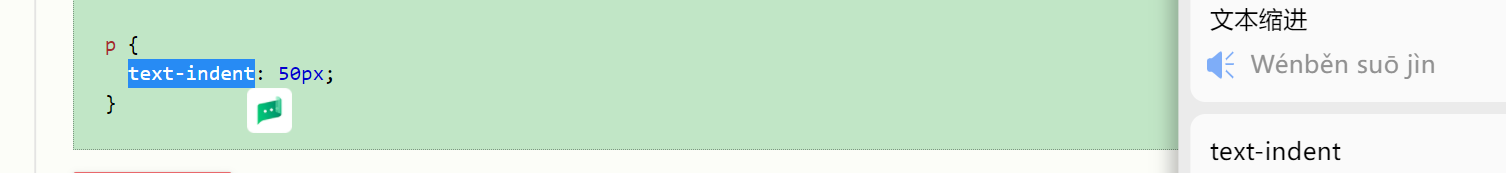 p {
  text-indent: 50px;
}
文本缩进
Wénběn suō jìn
text-indent